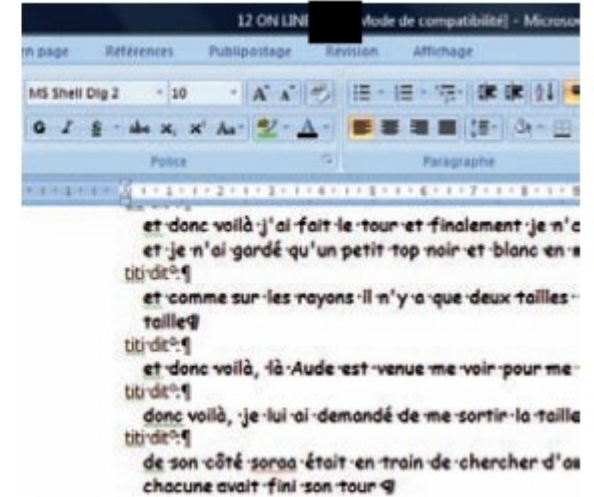 12 ON LINE Mode de compatibilité] - Microso
en page Références Publipostage Révision Affichage
MS Shell Dlg 2 10
Police Paragraphe
et donc voilà j'ai fait le tour et finalement je n'a
et je n'ai gardé qu'un petit top noir et blanc en
titi dit°:¶
et comme sur les rayons il n'y a que deux tailles
taille¶
titi dit°:¶
et donc voilà, là Aude est venue me voir pour me
titi dit°:¶
donc voilà, je lui ai demandé de me sortir la taille
titi dit°:¶
de son côté soraa était en train de chercher d'au
chacune avait fini son tour ¶